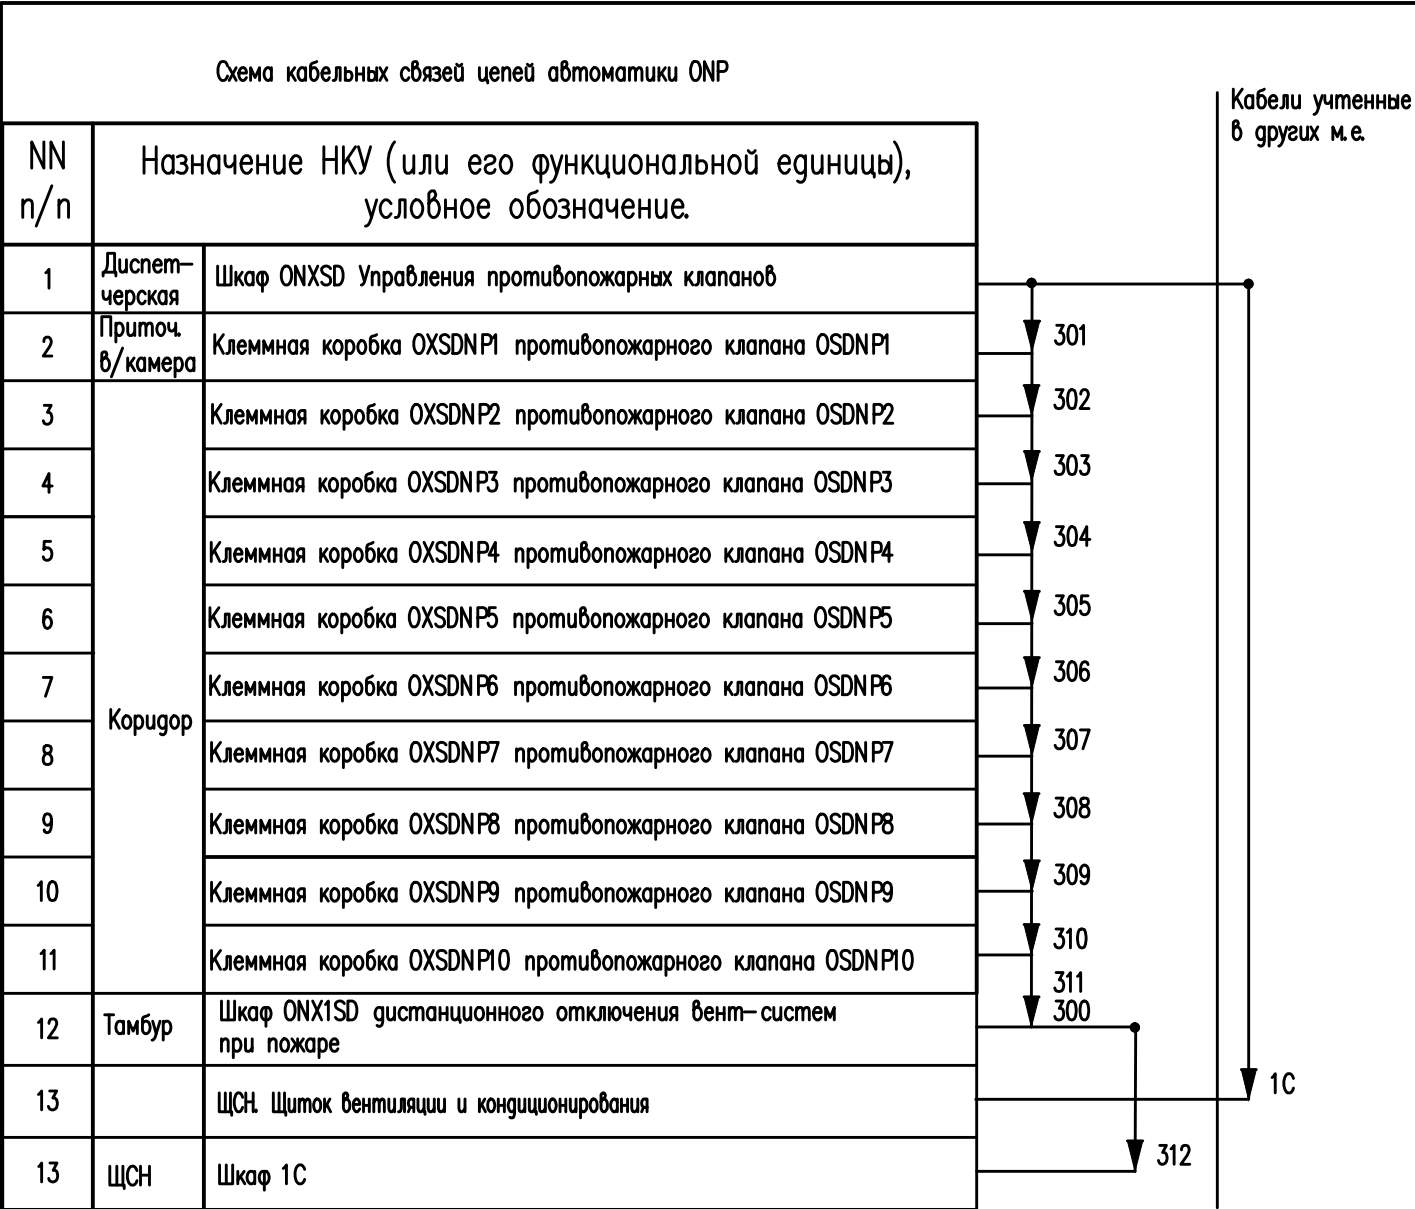 Схема кабельных связей цепей автоматики ONP
Кабели учтенные
в других м.е.
NN
п/п
Назначение НКУ (или его функциональной единицы),
условное обозначение.
1
Диспет-
черская
Шкаф ONXSD Управления противопожарных клапанов
2
Приточ.
в/камера
Клеммная коробка OXSDNP1 противопожарного клапана OSDNP1
301
3
Клеммная коробка OXSDNP2 противопожарного клапана OSDNP2
302
4
Клеммная коробка OXSDNP3 противопожарного клапана OSDNP3
303
5
Клеммная коробка OXSDNP4 противопожарного клапана OSDNP4
304
6
Клеммная коробка OXSDNP5 противопожарного клапана OSDNP5
305
7
Клеммная коробка OXSDNP6 противопожарного клапана OSDNP6
306
Коридор
8
Клеммная коробка OXSDNP7 противопожарного клапана OSDNP7
307
9
Клеммная коробка OXSDNP8 противопожарного клапана OSDNP8
308
10
Клеммная коробка OXSDNP9 противопожарного клапана OSDNP9
309
11
Клеммная коробка OXSDNP10 противопожарного клапана OSDNP10
310
311
300
12
Тамбур
Шкаф ONX1SD дистанционного отключения вент-систем
при пожаре
13
ЩСН. Щиток вентиляции и кондиционирования
1С
13
ЩСН
Шкаф 1С
312